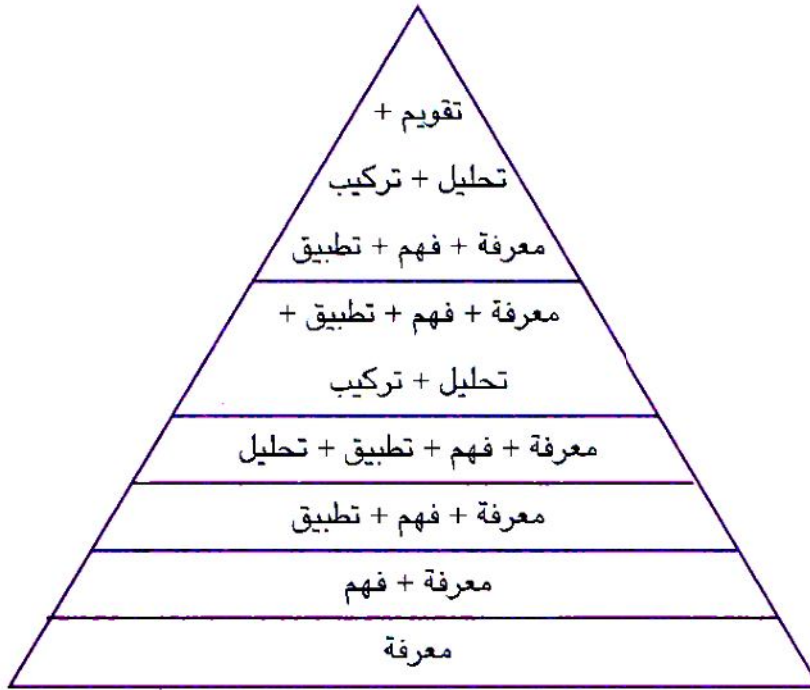 تقويم +
تحليل + تركيب
معرفة + فهم + تطبيق
معرفة + فهم + تطبيق +
تحليل + تركيب
معرفة + فهم + تطبيق + تحليل
معرفة + فهم + تطبيق
معرفة + فهم
معرفة